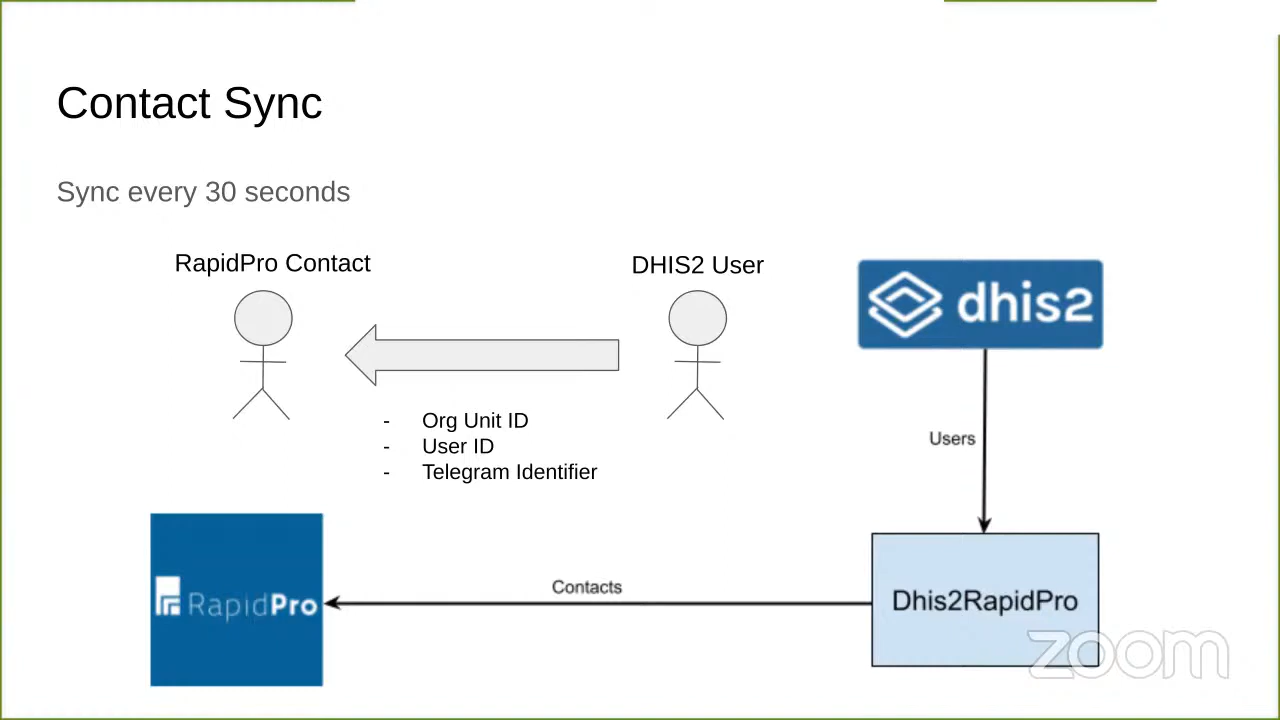 Contact Sync
Sync every 30 seconds
RapidPro Contact
DHIS2 User
dhis2
- Org Unit ID
- User ID
- Telegram Identifier
Users
RapidPro
Contacts
Dhis2RapidPro
zoom